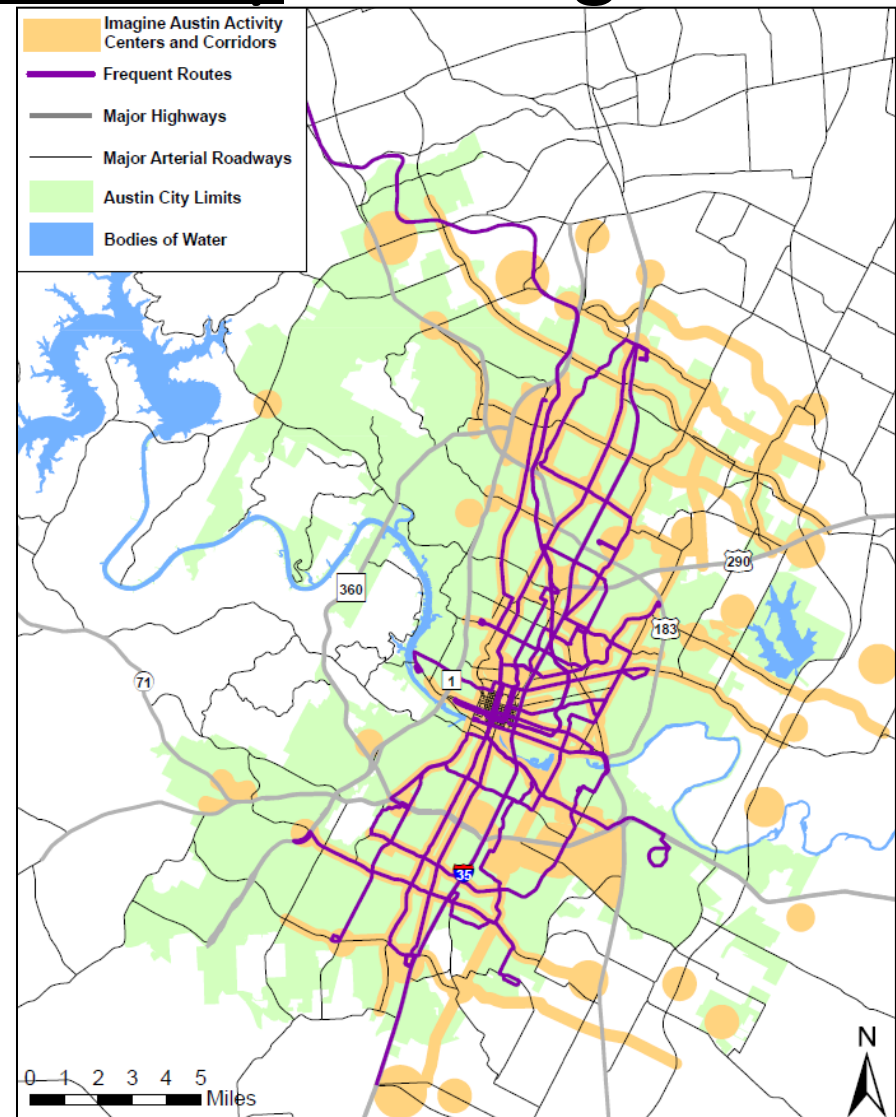 Imagine Austin Activity
Centers and Corridors
Frequent Routes
Major Highways
Major Arterial Roadways
Austin City Limits
Bodies of Water
290
360
183
71
1
35
N
0 1 2 3 4 5
Miles